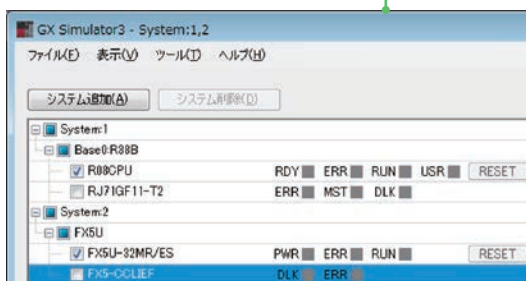 GX Simulator3 - System:1,2
ファイル(F) 表示(V) ツール(T) ヘルプ(H)
システム追加(A) システム削除(D)
System:1
Base0:R38B
R08CPU RDY ERR RUN USR RESET
RJ71GF11-T2 ERR MST DLK
System:2
FX5U
FX5U-32MR/ES PWR ERR RUN RESET
FX5-CCLIEF DLK ERR